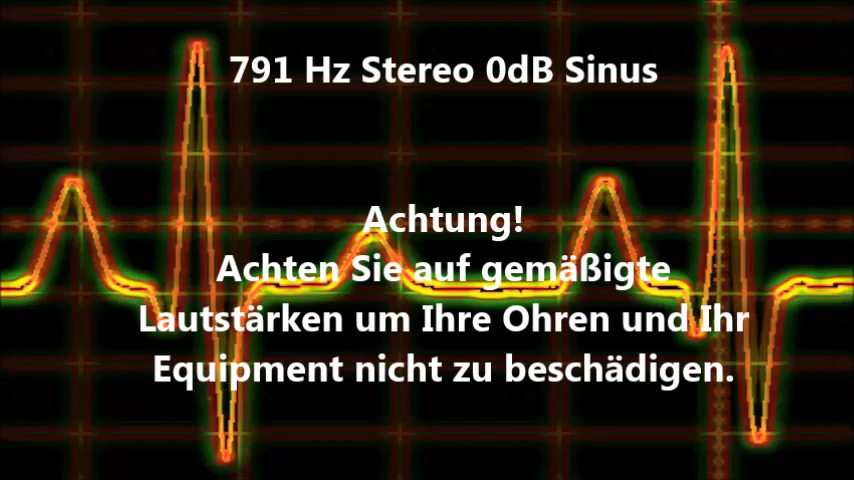 791 Hz Stereo 0dB Sinus
Achtung!
Achten Sie auf gemäßigte
Lautstärken um Ihre Ohren und Ihr
Equipment nicht zu beschädigen.